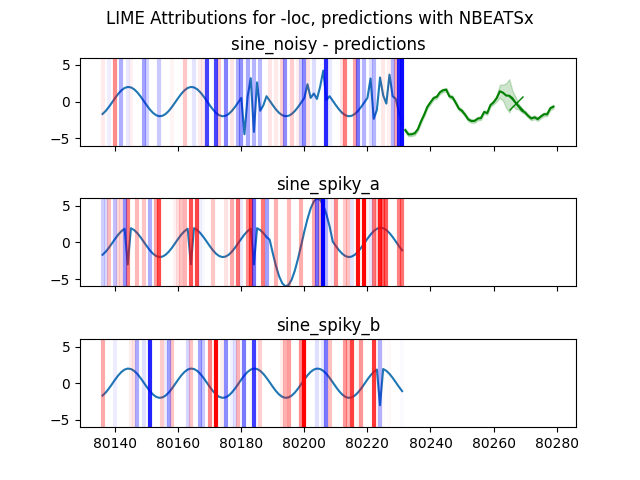 LIME Attributions for -loc, predictions with NBEATSx
sine_noisy - predictions
5
0
−5
sine_spiky_a
5
0
−5
sine_spiky_b
5
0
−5
80140 80160 80180 80200 80220 80240 80260 80280